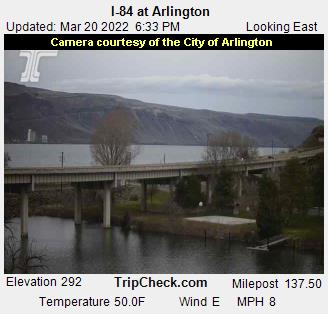 I-84 at Arlington
Updated: Mar 20 2022 6:33 PM Looking East
Camera courtesy of the City of Arlington
Elevation 292 TripCheck.com Milepost 137.50
Temperature 50.0F Wind E MPH 8